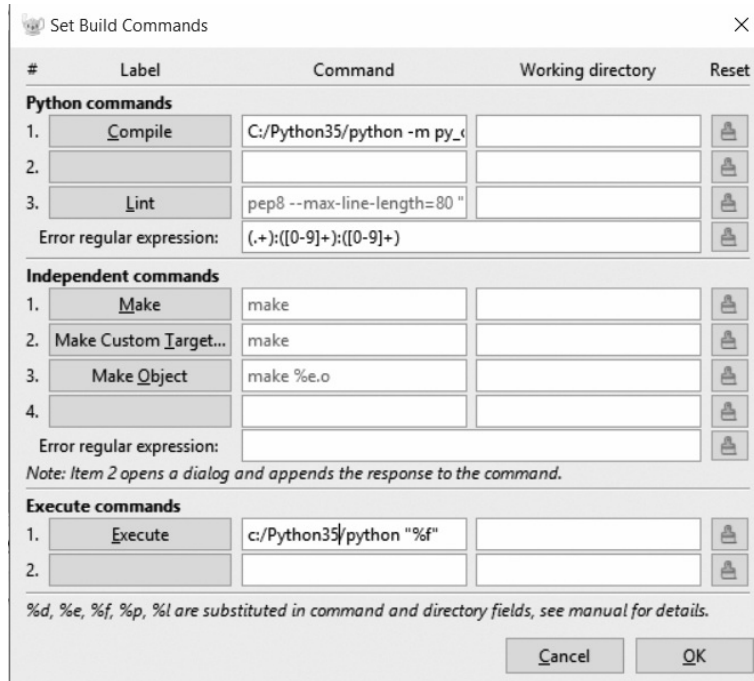 Set Build Commands
# Label Command Working directory Reset
Python commands
1. Compile C:/Python35/python -m py_c
2.
3. Lint pep8 --max-line-length=80 "
Error regular expression: (.+):([0-9]+):([0-9]+)
Independent commands
1. Make make
2. Make Custom Target... make
3. Make Object make %e.o
4.
Error regular expression:
Note: Item 2 opens a dialog and appends the response to the command.
Execute commands
1. Execute c:/Python35/python "%f"
2.
%d, %e, %f, %p, %l are substituted in command and directory fields, see manual for details.
Cancel OK